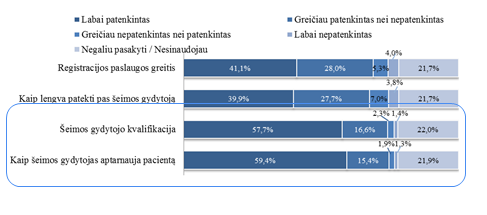 Labai patenkintas
Greičiau patenkintas nei nepatenkintas
Greičiau nepatenkintas nei patenkintas
Labai nepatenkintas
Negaliu pasakyti / Nesinaudojau
4,0%
Registracijos paslaugos greitis 41,1% 28,0% 5,3% 21,7%
3,8%
Kaip lengva patekti pas šeimos gydytoją 39,9% 27,7% 7,0% 21,7%
2,3% 1,4%
Šeimos gydytojo kvalifikacija 57,7% 16,6% 22,0%
1,9% 1,3%
Kaip šeimos gydytojas aptarnauja pacientą 59,4% 15,4% 21,9%